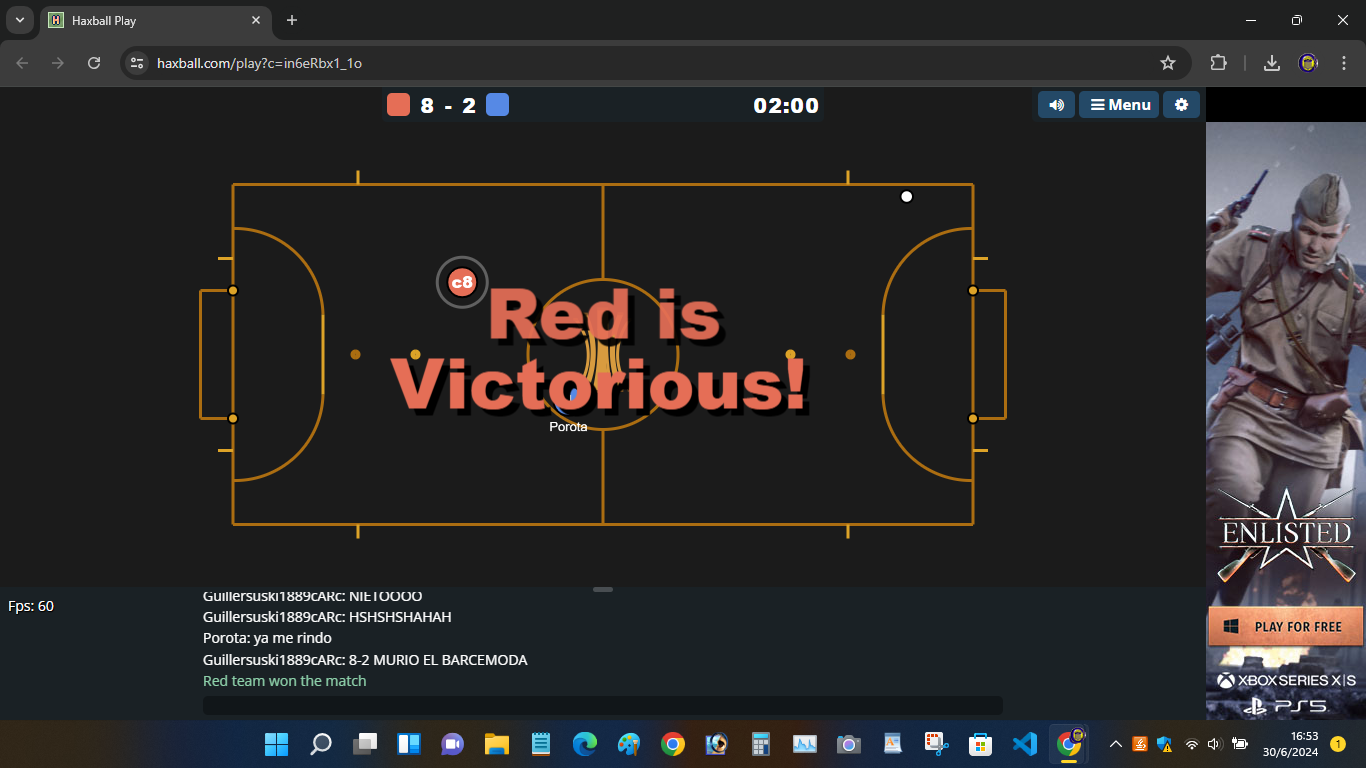 Haxball Play
haxball.com/play?c=in6eRbx1_1o
8 - 2
02:00
Menu
c8
Red is
Victorious!
Porota
Fps: 60
Guillersuski1889cARc: NIETOOOO
Guillersuski1889cARc: HSHSHSHAHAH
Porota: ya me rindo
Guillersuski1889cARc: 8-2 MURIO EL BARCEMODA
Red team won the match
ENLISTED
PLAY FOR FREE
XBOX SERIES X|S
PS5
16:53
30/6/2024
1